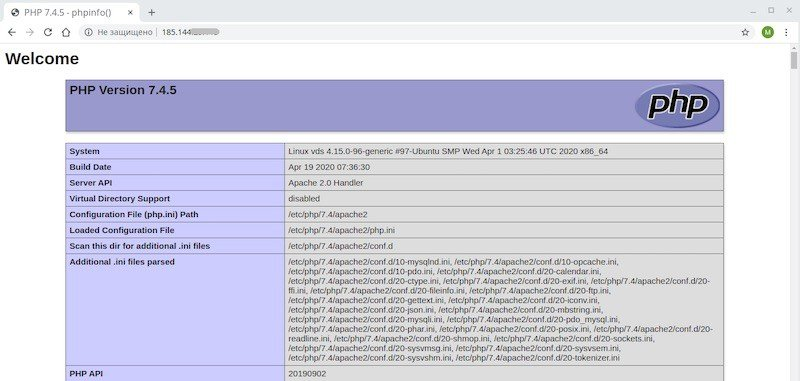 PHP 7.4.5 - phpinfo()
Не защищено 185.144
M
Welcome
PHP Version 7.4.5
php
System Linux vds 4.15.0-96-generic #97-Ubuntu SMP Wed Apr 1 03:25:46 UTC 2020 x86_64
Build Date Apr 19 2020 07:36:30
Server API Apache 2.0 Handler
Virtual Directory Support disabled
Configuration File (php.ini) Path /etc/php/7.4/apache2
Loaded Configuration File /etc/php/7.4/apache2/php.ini
Scan this dir for additional .ini files /etc/php/7.4/apache2/conf.d
Additional .ini files parsed /etc/php/7.4/apache2/conf.d/10-mysqlnd.ini, /etc/php/7.4/apache2/conf.d/10-opcache.ini,
/etc/php/7.4/apache2/conf.d/10-pdo.ini, /etc/php/7.4/apache2/conf.d/20-calendar.ini,
/etc/php/7.4/apache2/conf.d/20-ctype.ini, /etc/php/7.4/apache2/conf.d/20-exif.ini, /etc/php/7.4/apache2/conf.d/20-
ffi.ini, /etc/php/7.4/apache2/conf.d/20-fileinfo.ini, /etc/php/7.4/apache2/conf.d/20-ftp.ini,
/etc/php/7.4/apache2/conf.d/20-gettext.ini, /etc/php/7.4/apache2/conf.d/20-iconv.ini,
/etc/php/7.4/apache2/conf.d/20-json.ini, /etc/php/7.4/apache2/conf.d/20-mbstring.ini,
/etc/php/7.4/apache2/conf.d/20-mysqli.ini, /etc/php/7.4/apache2/conf.d/20-pdo_mysql.ini,
/etc/php/7.4/apache2/conf.d/20-phar.ini, /etc/php/7.4/apache2/conf.d/20-posix.ini, /etc/php/7.4/apache2/conf.d/20-
readline.ini, /etc/php/7.4/apache2/conf.d/20-shmop.ini, /etc/php/7.4/apache2/conf.d/20-sockets.ini,
/etc/php/7.4/apache2/conf.d/20-sysvmsg.ini, /etc/php/7.4/apache2/conf.d/20-sysvsem.ini,
/etc/php/7.4/apache2/conf.d/20-sysvshm.ini, /etc/php/7.4/apache2/conf.d/20-tokenizer.ini
PHP API 20190902